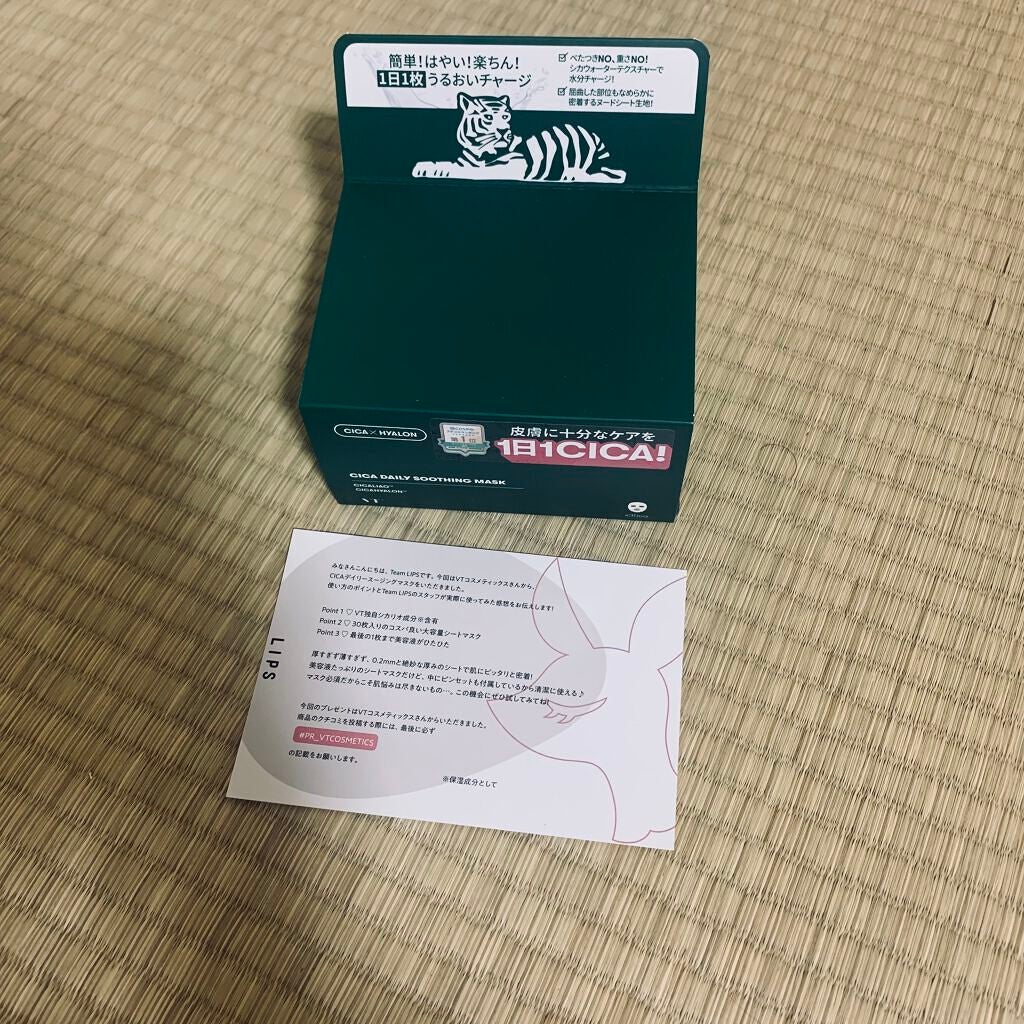 簡単!はやい!楽ちん!
1日1枚うるおいチャージ
べたつきNO、重さNO!
シカウォーターテクスチャーで
水分チャージ!
屈曲した部位もなめらかに
密着するヌードシート生地!
CICA×HYALON
第1位
皮膚に十分なケアを
1日1CICA!
CICA DAILY SOOTHING MASK
CICALIAO™
CICAHYALON™
VT
LIPS
みなさんこんにちは、Team LIPSです。今回はVTコスメティックスさんから、
CICAデイリースージングマスクをいただきました。
使い方のポイントとTeam LIPSのスタッフが実際に使ってみた感想をお伝えします!
Point 1 ♡ VT独自シカリオ成分※含有
Point 2 ♡ 30枚入りのコスパ良い大容量シートマスク
Point 3 ♡ 最後の1枚まで美容液がひたひた
厚すぎず薄すぎず、0.2mmと絶妙な厚みのシートで肌にピッタリと密着!
美容液たっぷりのシートマスクだけど、中にピンセットも付属しているから清潔に使える♪
マスク必須だからこそ肌悩みは尽きないもの…。この機会にぜひ試してみてね!
今回のプレゼントはVTコスメティックスさんからいただきました。
商品のクチコミを投稿する際には、最後に必ず
#PR_VTCOSMETICS
の記載をお願いします。
※保湿成分として